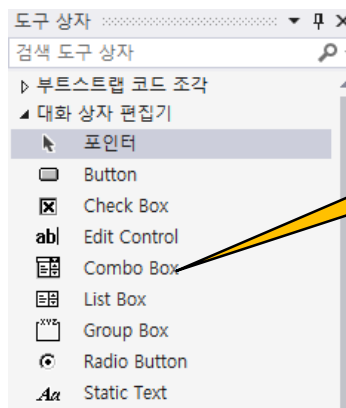 도구 상자
검색 도구 상자
부트스트랩 코드 조각
대화 상자 편집기
포인터
Button
Check Box
Edit Control
Combo Box
List Box
Group Box
Radio Button
Static Text